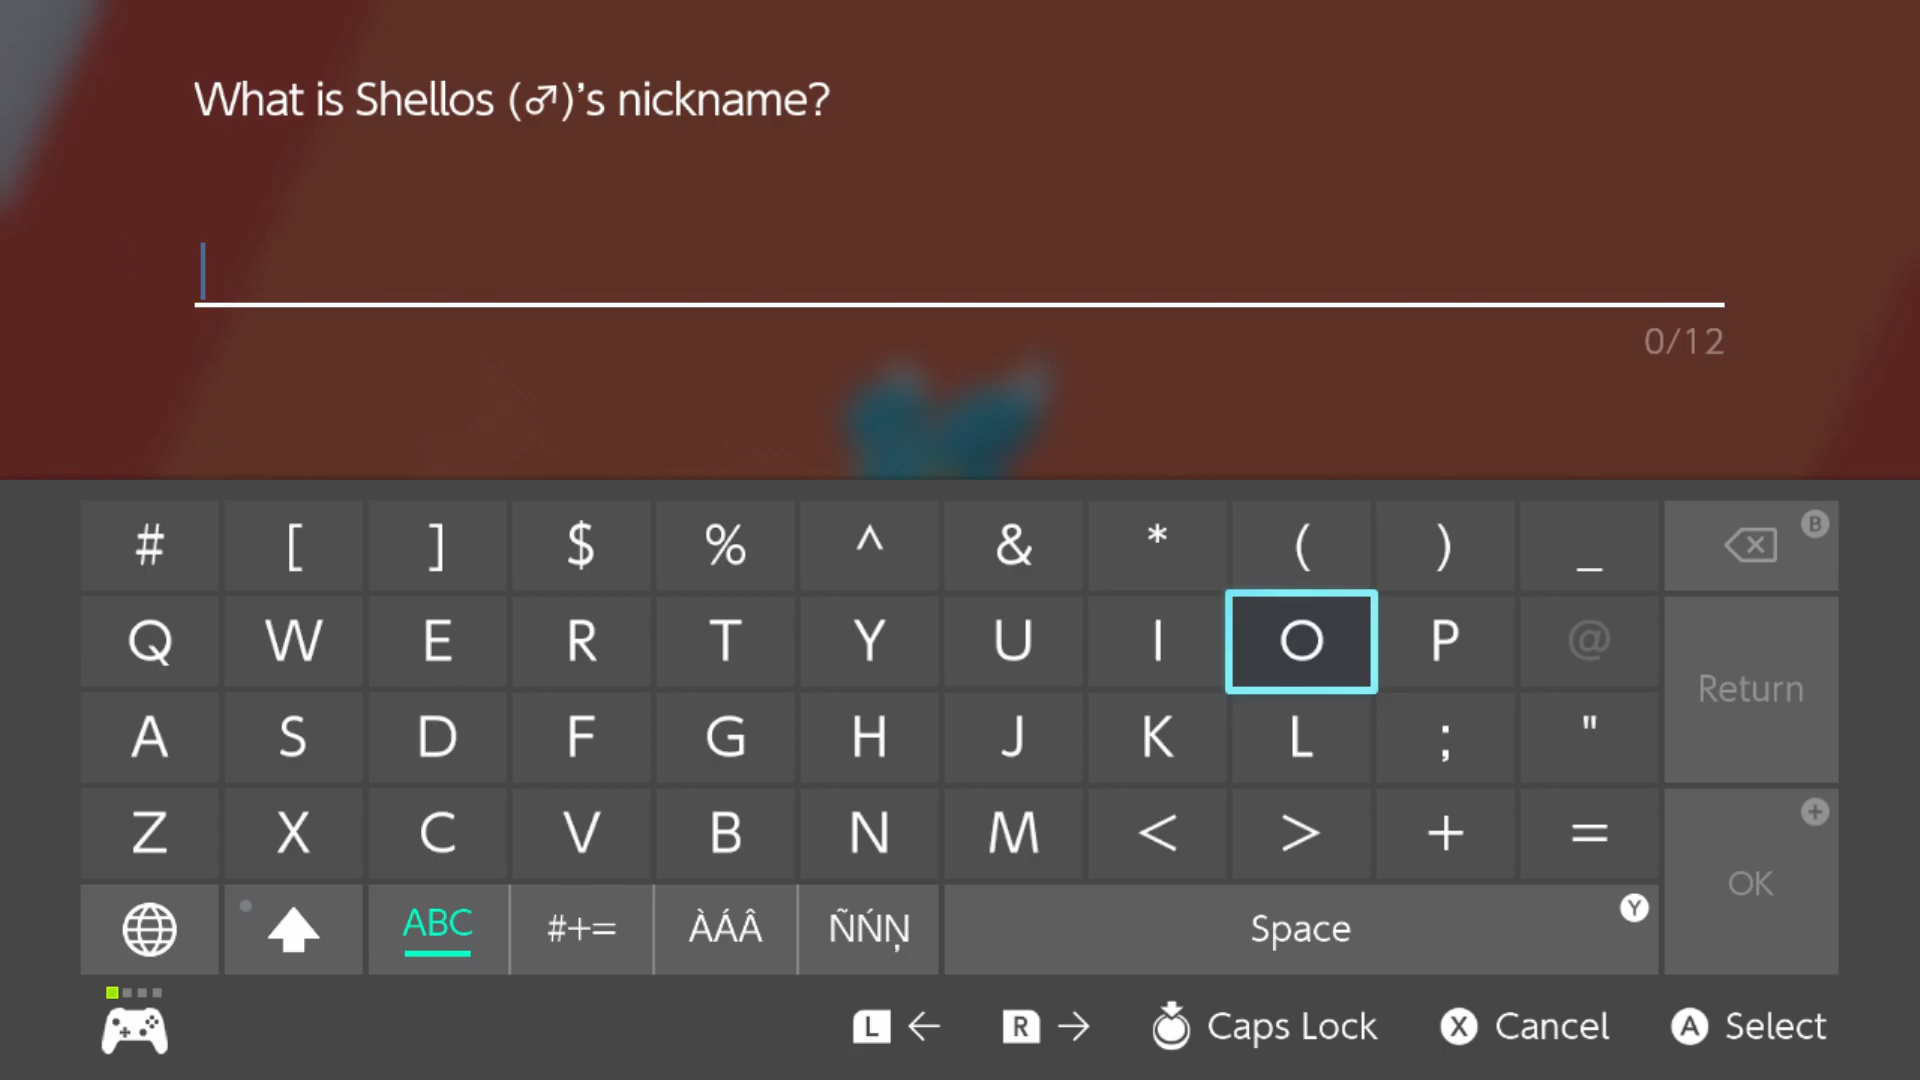 What is Shellos (♂)'s nickname?
0/12
# [ ] $ % ^ & * ( ) _ B
Q W E R T Y U I O P @ Return
A S D F G H J K L ; "
Z X C V B N M < > + = + OK
ABC #+= ÀÁÂ ÑŃŅ Space Y
L ← R → Caps Lock X Cancel A Select